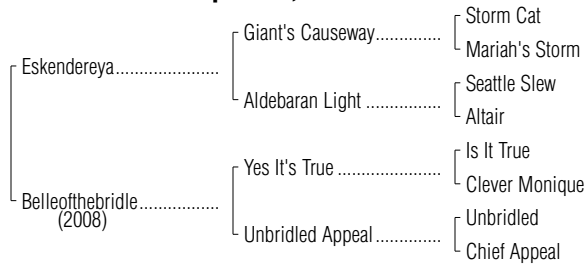 Storm Cat
Giant's Causeway..............
Mariah's Storm
Eskendereya.....................
Seattle Slew
Aldebaran Light .................
Altair
Is It True
Yes It's True .......................
Clever Monique
Belleofthebridle................
(2008)
Unbridled
Unbridled Appeal...............
Chief Appeal